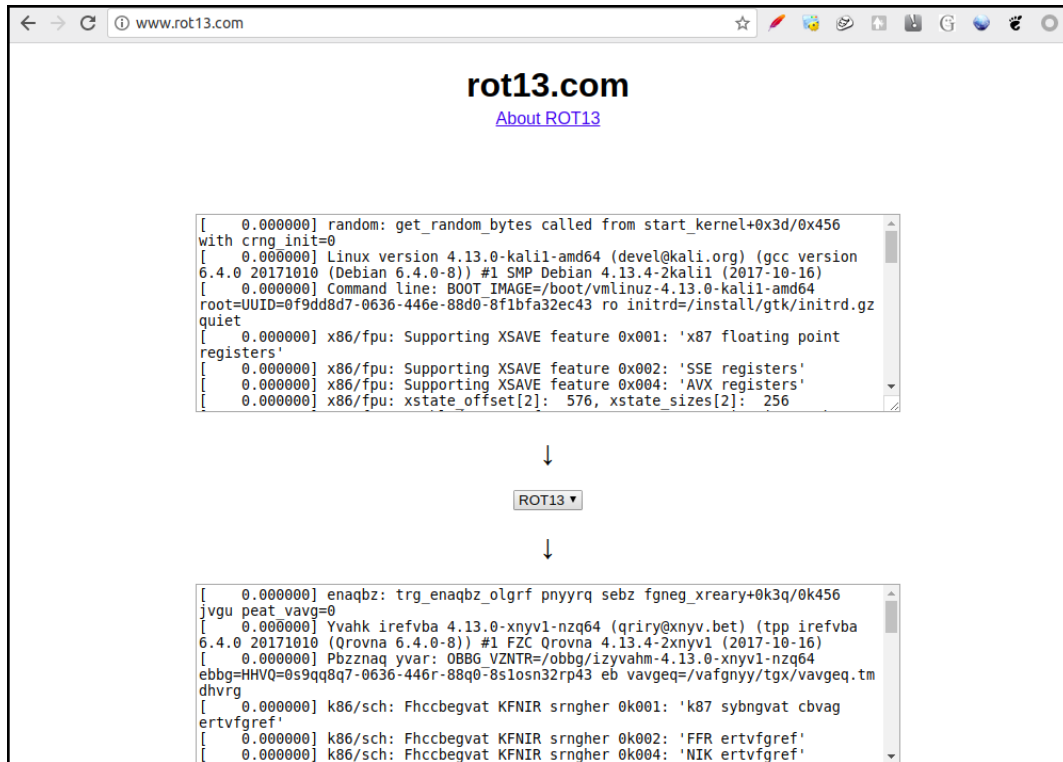 www.rot13.com
rot13.com
About ROT13
[    0.000000] random: get_random_bytes called from start_kernel+0x3d/0x456
with crng_init=0
[    0.000000] Linux version 4.13.0-kali1-amd64 (devel@kali.org) (gcc version
6.4.0 20171010 (Debian 6.4.0-8)) #1 SMP Debian 4.13.4-2kali1 (2017-10-16)
[    0.000000] Command line: BOOT_IMAGE=/boot/vmlinuz-4.13.0-kali1-amd64
root=UUID=0f9dd8d7-0636-446e-88d0-8f1bfa32ec43 ro initrd=/install/gtk/initrd.gz
quiet
[    0.000000] x86/fpu: Supporting XSAVE feature 0x001: 'x87 floating point
registers'
[    0.000000] x86/fpu: Supporting XSAVE feature 0x002: 'SSE registers'
[    0.000000] x86/fpu: Supporting XSAVE feature 0x004: 'AVX registers'
[    0.000000] x86/fpu: xstate_offset[2]:  576, xstate_sizes[2]:  256
↓
ROT13 ▾
↓
[    0.000000] enaqbz: trg_enaqbz_olgrf pnyyrq sebz fgneg_xreary+0k3q/0k456
jvgu peat_vavg=0
[    0.000000] Yvahk irefvba 4.13.0-xnyv1-nzq64 (qriry@xnyv.bet) (tpp irefvba
6.4.0 20171010 (Qrovna 6.4.0-8)) #1 FZC Qrovna 4.13.4-2xnyv1 (2017-10-16)
[    0.000000] Pbzznaq yvar: OBBG_VZNTR=/obbg/izyvahm-4.13.0-xnyv1-nzq64
ebbg=HHVQ=0s9qq8q7-0636-446r-88q0-8s1osn32rp43 eb vavgeq=/vafgnyy/tgx/vavgeq.tm
dhvrg
[    0.000000] k86/sch: Fhccbegvat KFNIR srngher 0k001: 'k87 sybngvat cbvag
ertvfgref'
[    0.000000] k86/sch: Fhccbegvat KFNIR srngher 0k002: 'FFR ertvfgref'
[    0.000000] k86/sch: Fhccbegvat KFNIR srngher 0k004: 'NIK ertvfgref'